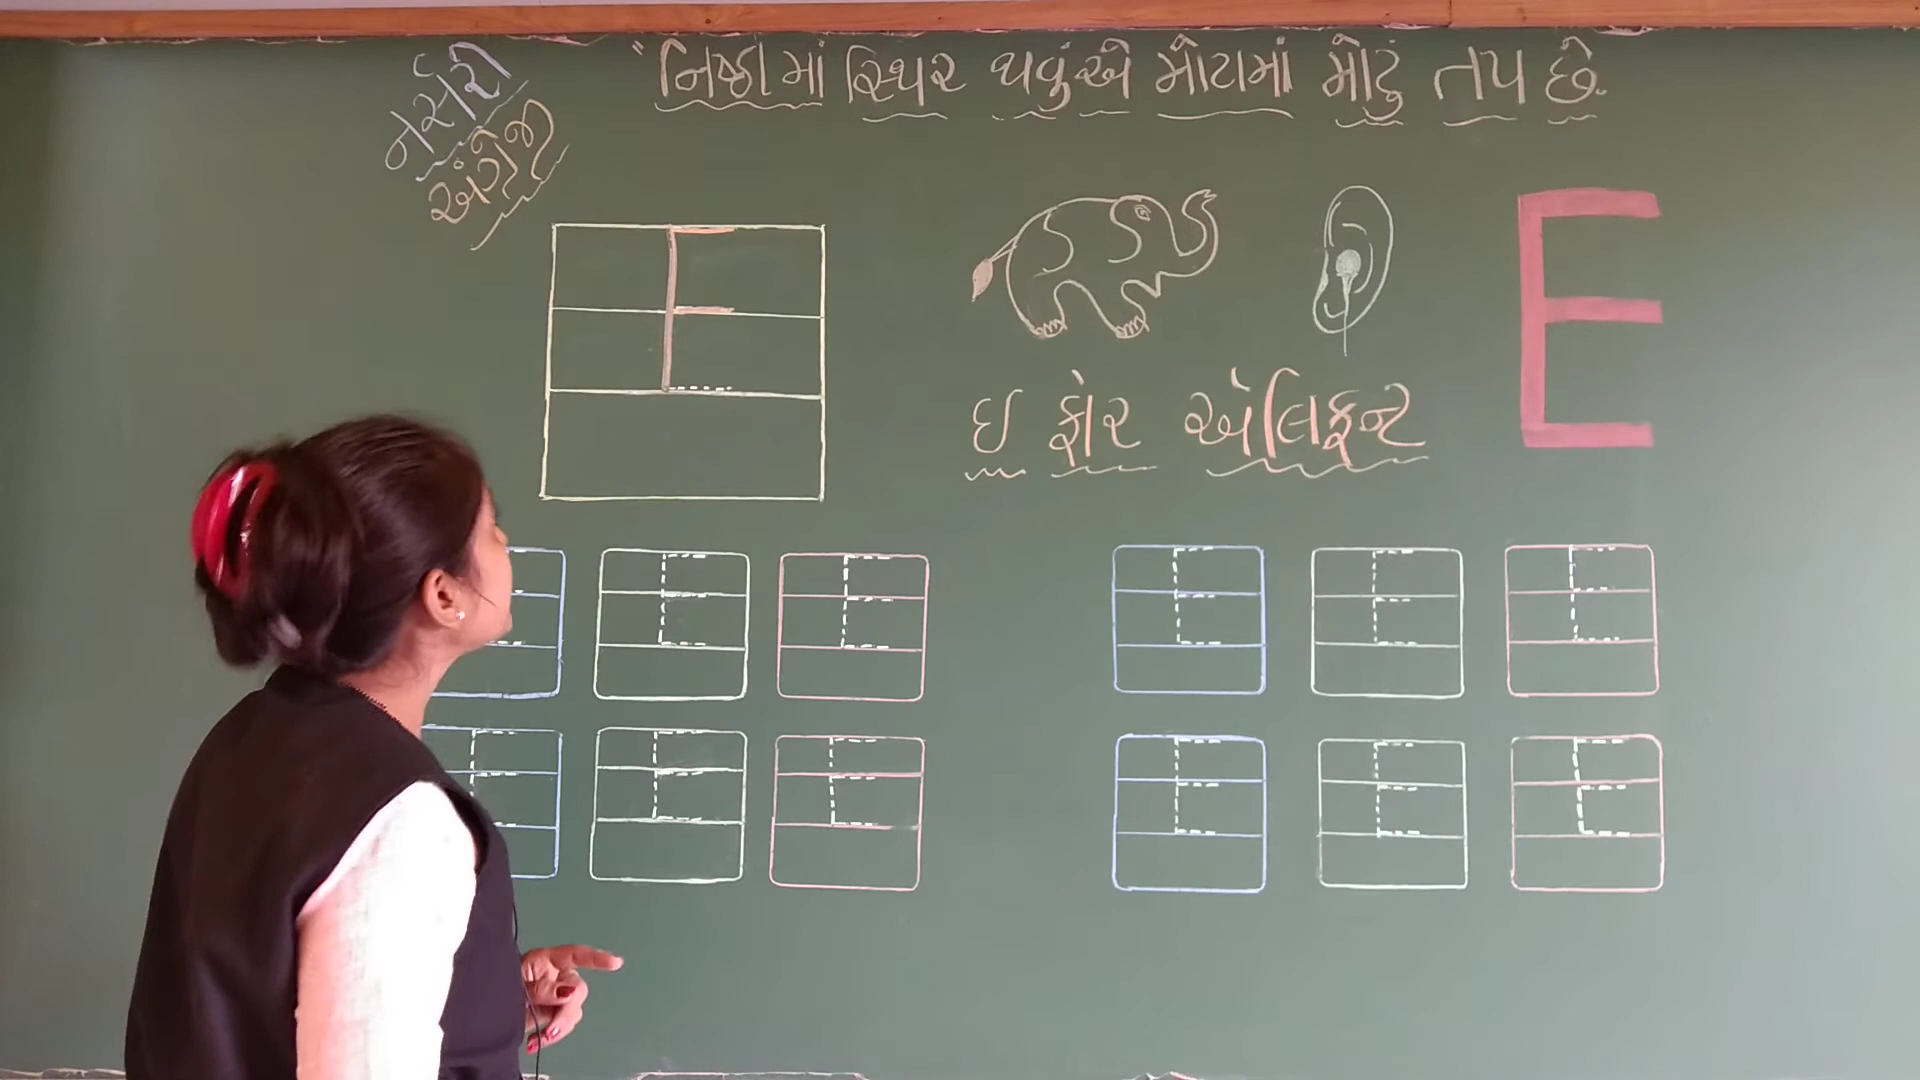 "નિષ્ઠામાં સ્થિર થવું એ મોટામાં મોટું તપ છે.
નર્સરી
અંગ્રેજી
E
E
ઇ ફોર એલિફન્ટ
E E E E E E
E E E E E E